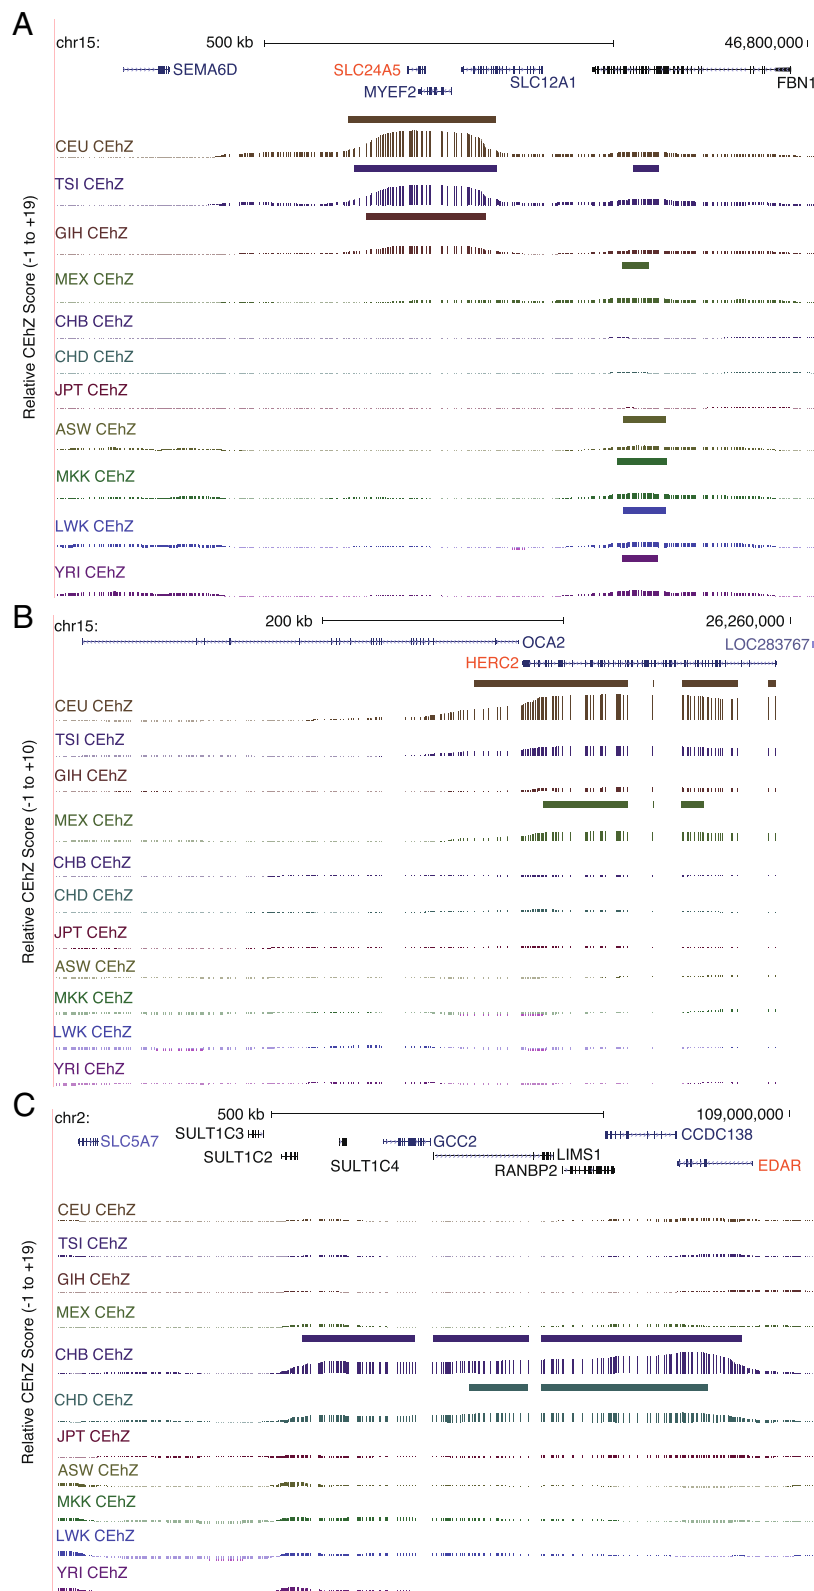 A
chr15: 500 kb 46,800,000
SEMA6D SLC24A5 SLC12A1 FBN1
MYEF2
Relative CEhZ Score (-1 to +19)
CEU CEhZ
TSI CEhZ
GIH CEhZ
MEX CEhZ
CHB CEhZ
CHD CEhZ
JPT CEhZ
ASW CEhZ
MKK CEhZ
LWK CEhZ
YRI CEhZ
B
chr15: 200 kb 26,260,000
OCA2 LOC283767
HERC2
Relative CEhZ Score (-1 to +10)
CEU CEhZ
TSI CEhZ
GIH CEhZ
MEX CEhZ
CHB CEhZ
CHD CEhZ
JPT CEhZ
ASW CEhZ
MKK CEhZ
LWK CEhZ
YRI CEhZ
C
chr2: 500 kb 109,000,000
SLC5A7 SULT1C3 GCC2 CCDC138
SULT1C2 SULT1C4 RANBP2 LIMS1 EDAR
Relative CEhZ Score (-1 to +19)
CEU CEhZ
TSI CEhZ
GIH CEhZ
MEX CEhZ
CHB CEhZ
CHD CEhZ
JPT CEhZ
ASW CEhZ
MKK CEhZ
LWK CEhZ
YRI CEhZ